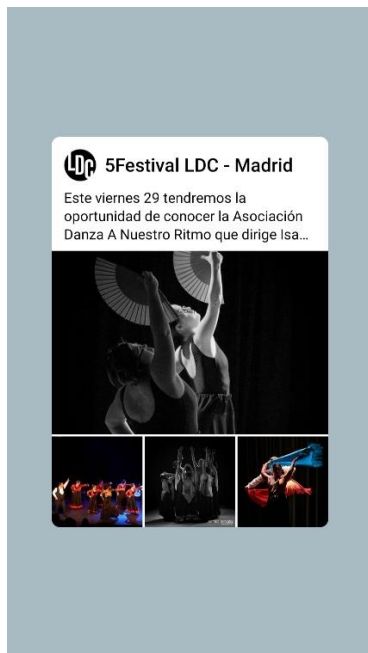 LDC
5Festival LDC - Madrid
Este viernes 29 tendremos la
oportunidad de conocer la Asociación
Danza A Nuestro Ritmo que dirige Isa...